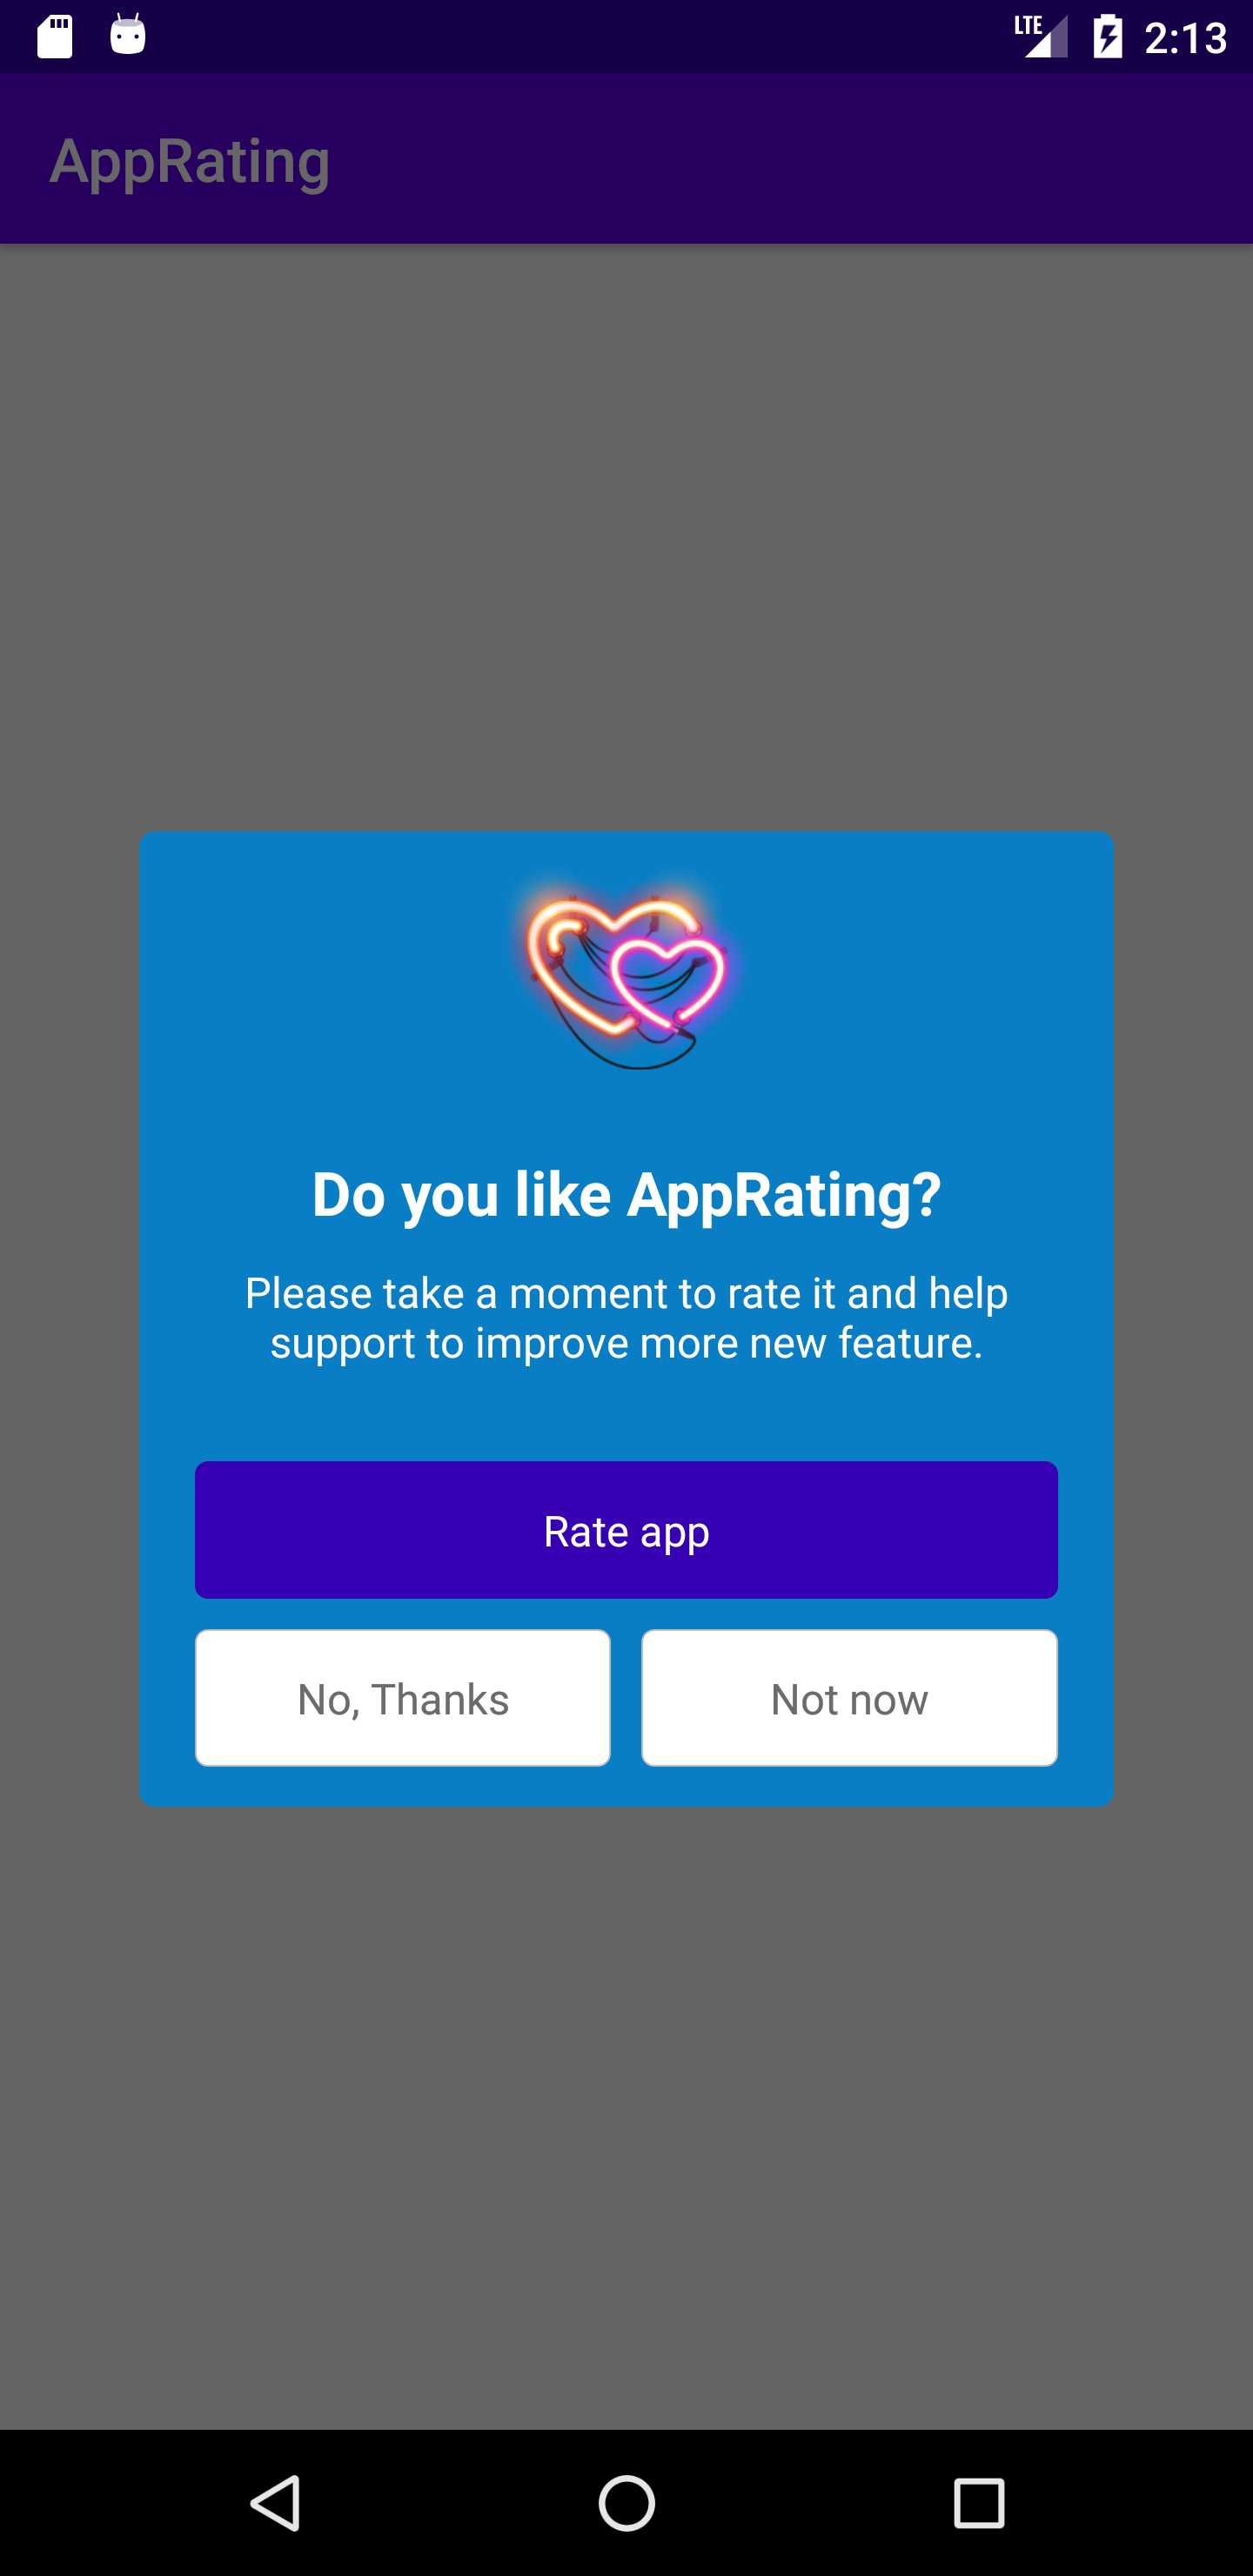 LTE 2:13
AppRating
Do you like AppRating?
Please take a moment to rate it and help
support to improve more new feature.
Rate app
No, Thanks
Not now